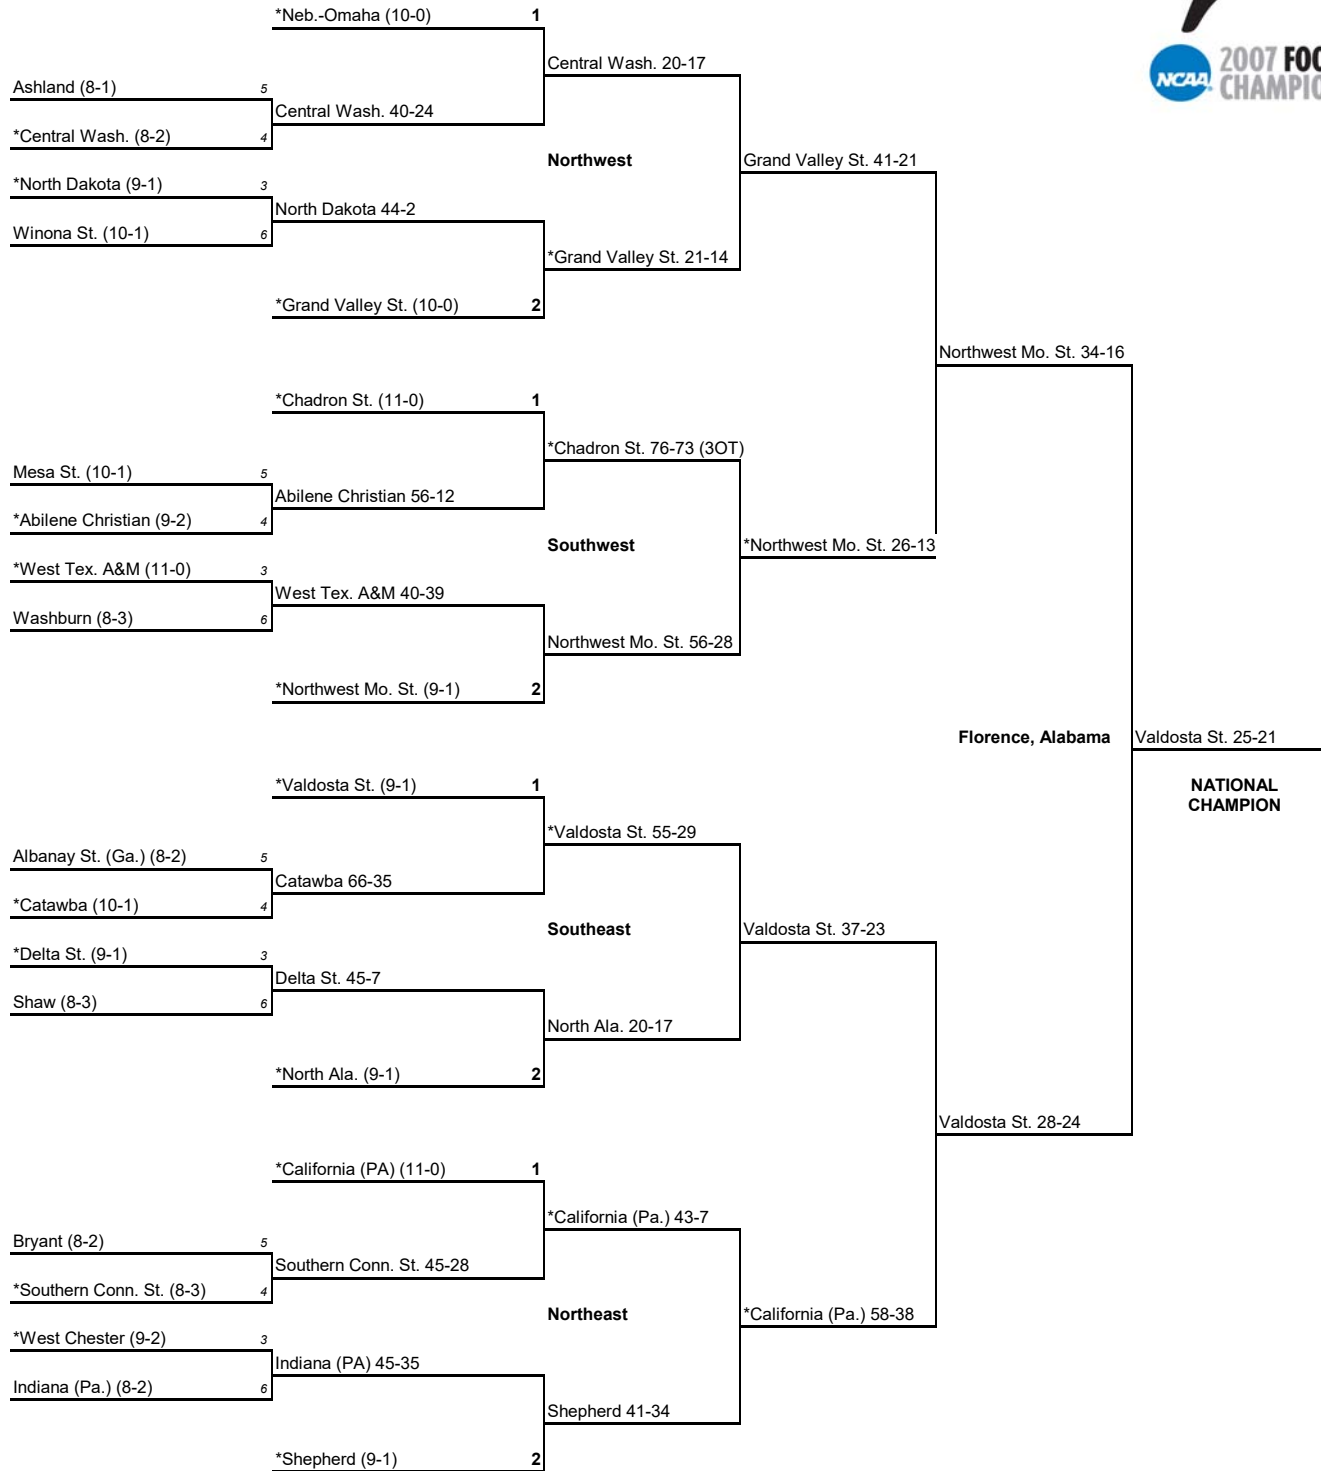 *Neb.-Omaha (10-0) 1
Central Wash. 20-17
NCAA 2007
CHAMPIO
Ashland (8-1) 5
Central Wash. 40-24
*Central Wash. (8-2) 4
Northwest Grand Valley St. 41-21
*North Dakota (9-1) 3
North Dakota 44-2
Winona St. (10-1) 6
*Grand Valley St. 21-14
*Grand Valley St. (10-0) 2
Northwest Mo. St. 34-16
*Chadron St. (11-0) 1
*Chadron St. 76-73 (3OT)
Mesa St. (10-1) 5
Abilene Christian 56-12
*Abilene Christian (9-2) 4
Southwest *Northwest Mo. St. 26-13
*West Tex. A&M (11-0) 3
West Tex. A&M 40-39
Washburn (8-3) 6
Northwest Mo. St. 56-28
*Northwest Mo. St. (9-1) 2
Florence, Alabama Valdosta St. 25-21
*Valdosta St. (9-1) 1
NATIONAL
CHAMPION
*Valdosta St. 55-29
Albanay St. (Ga.) (8-2) 5
Catawba 66-35
*Catawba (10-1) 4
Southeast Valdosta St. 37-23
*Delta St. (9-1) 3
Delta St. 45-7
Shaw (8-3) 6
North Ala. 20-17
*North Ala. (9-1) 2
Valdosta St. 28-24
*California (PA) (11-0) 1
*California (Pa.) 43-7
Bryant (8-2) 5
Southern Conn. St. 45-28
*Southern Conn. St. (8-3) 4
Northeast *California (Pa.) 58-38
*West Chester (9-2) 3
Indiana (PA) 45-35
Indiana (Pa.) (8-2) 6
Shepherd 41-34
*Shepherd (9-1) 2